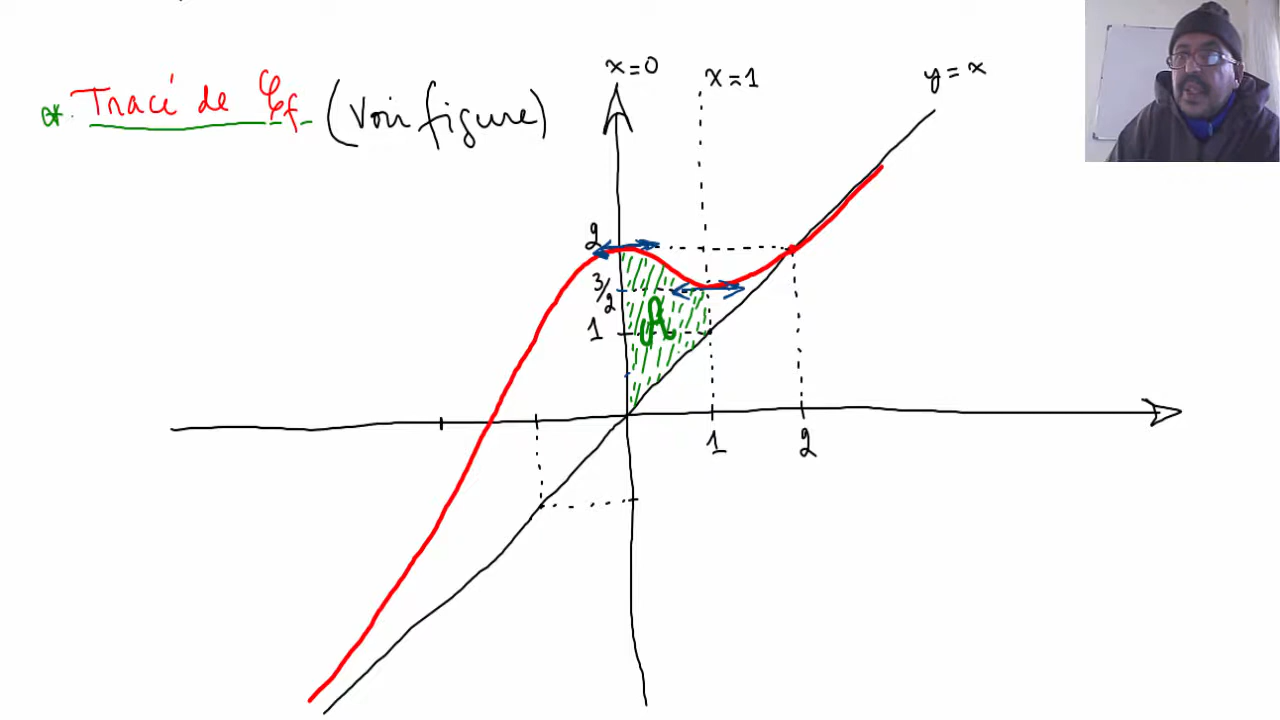 * Tracé de 𝒞f (Voir figure)
x=0
x=1
y=x
2
3/2
1
A
1
2